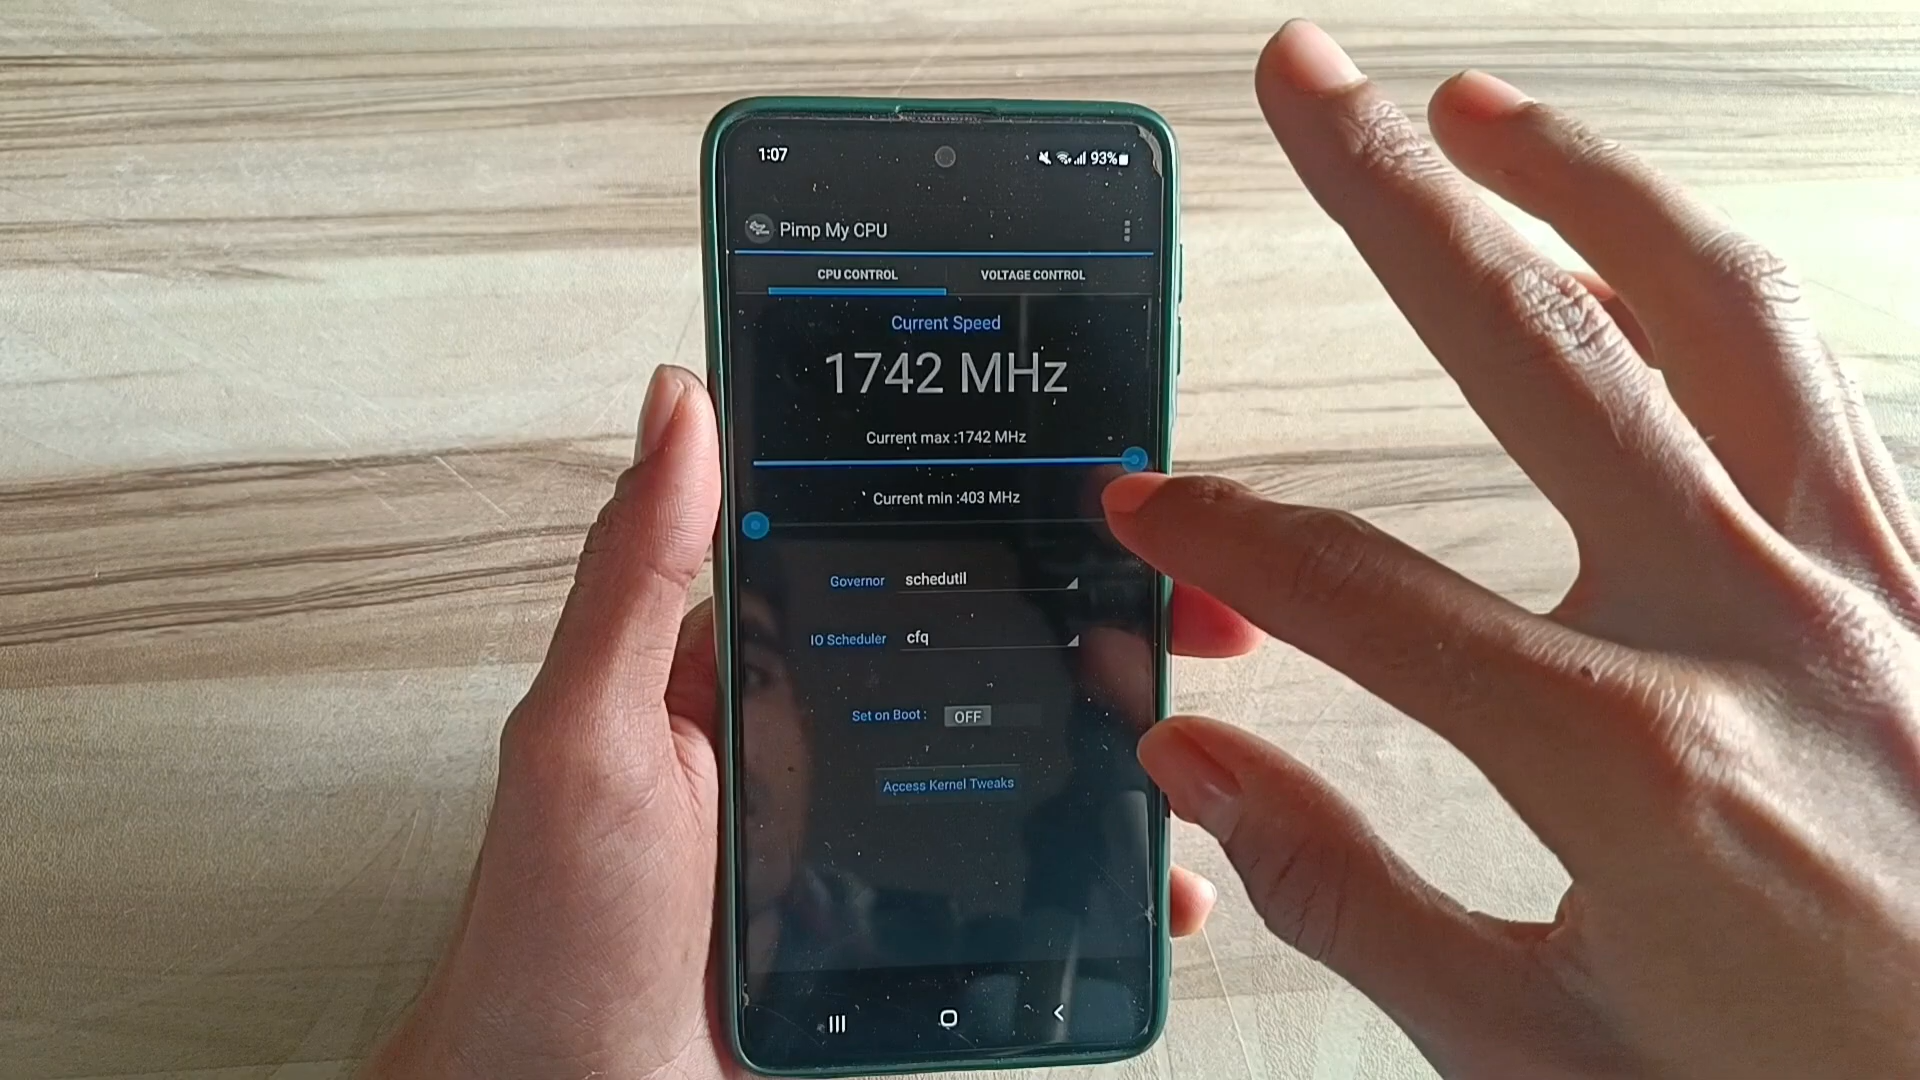 1:07 93%
Pimp My CPU
CPU CONTROL VOLTAGE CONTROL
Current Speed
1742 MHz
Current max :1742 MHz
Current min :403 MHz
Governor schedutil
IO Scheduler cfq
Set on Boot : OFF
Access Kernel Tweaks